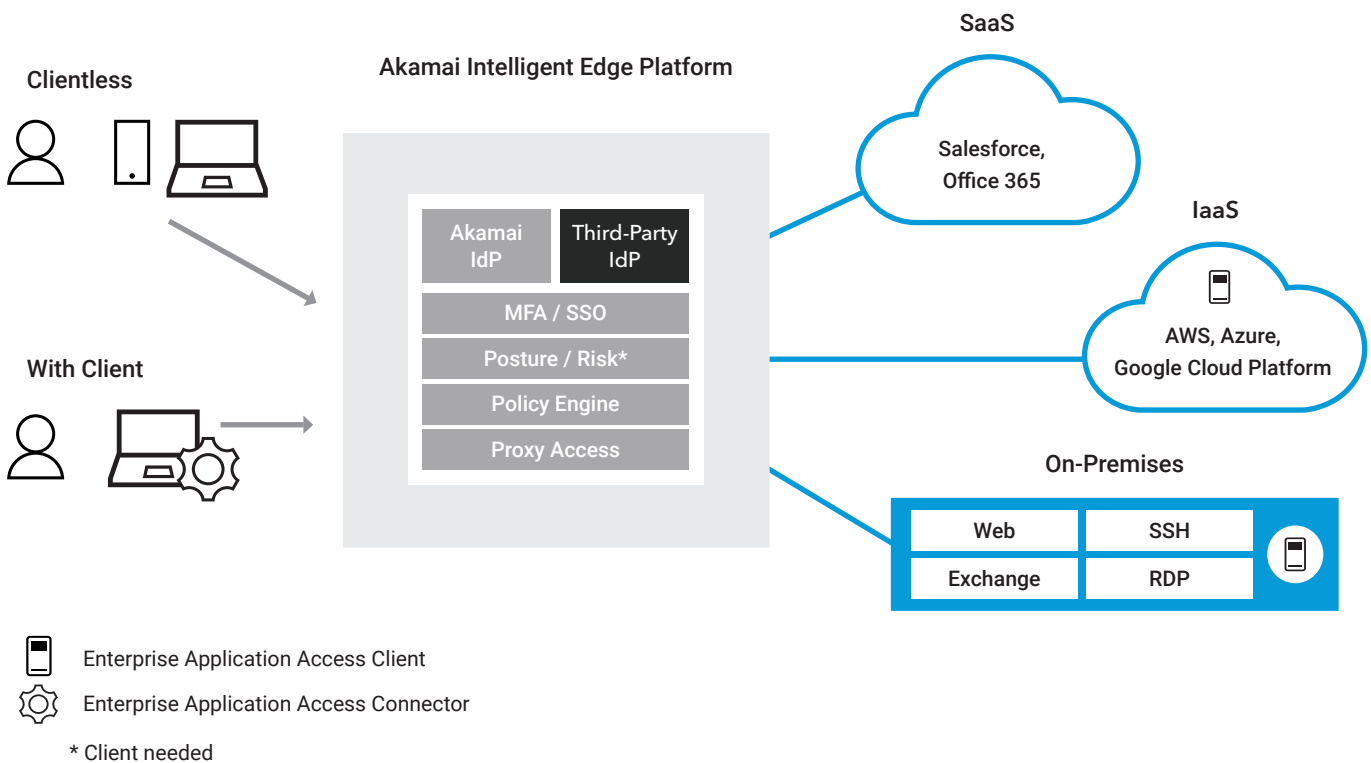 SaaS
Akamai Intelligent Edge Platform
Clientless
Salesforce,
Office 365
Akamai
IdP
Third-Party
IdP
IaaS
MFA / SSO
Posture / Risk*
AWS, Azure,
Google Cloud Platform
With Client
Policy Engine
Proxy Access
On-Premises
Web
SSH
Exchange
RDP
Enterprise Application Access Client
Enterprise Application Access Connector
* Client needed